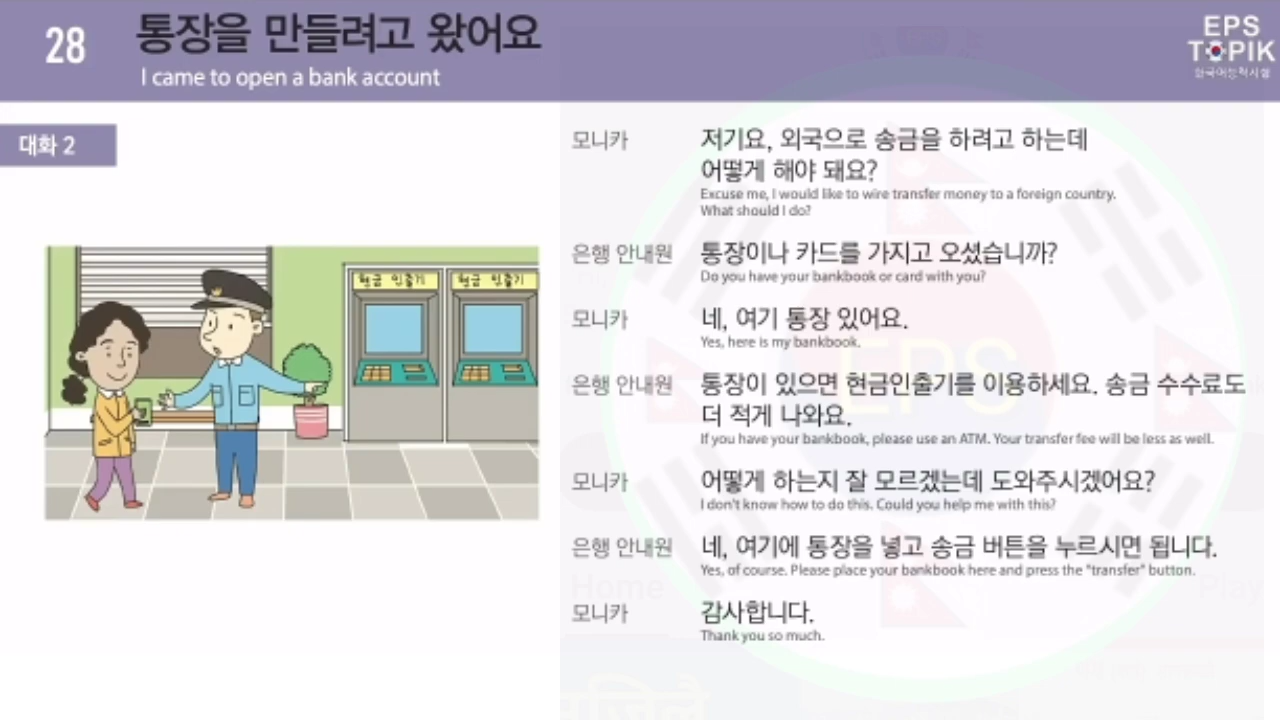 28
통장을 만들려고 왔어요
I came to open a bank account
EPS
TOPIK
한국어능력시험
대화 2
현금 인출기
현금 인출기
모니카
저기요, 외국으로 송금을 하려고 하는데
어떻게 해야 돼요?
Excuse me, I would like to wire transfer money to a foreign country.
What should I do?
은행 안내원
통장이나 카드를 가지고 오셨습니까?
Do you have your bankbook or card with you?
모니카
네, 여기 통장 있어요.
Yes, here is my bankbook.
은행 안내원
통장이 있으면 현금인출기를 이용하세요. 송금 수수료도
더 적게 나와요.
If you have your bankbook, please use an ATM. Your transfer fee will be less as well.
모니카
어떻게 하는지 잘 모르겠는데 도와주시겠어요?
I don't know how to do this. Could you help me with this?
은행 안내원
네, 여기에 통장을 넣고 송금 버튼을 누르시면 됩니다.
Yes, of course. Please place your bankbook here and press the "transfer" button.
모니카
감사합니다.
Thank you so much.
EPS
Home
Play